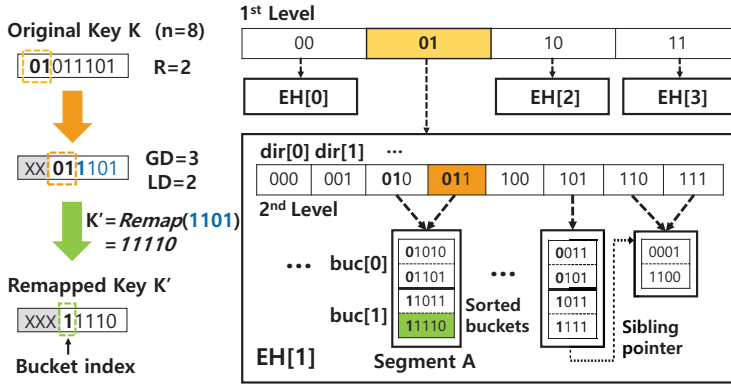 Original Key K (n=8)
01011101
R=2
XX 011101
GD=3
LD=2
K'=Remap(1101)
=11110
Remapped Key K'
XXX 11110
Bucket index
1st Level
00 01 10 11
EH[0] EH[2] EH[3]
dir[0] dir[1] ...
000 001 010 011 100 101 110 111
2nd Level
... buc[0]
buc[1]
01010
01101
11011
11110
Segment A
...
Sorted
buckets
0011
0101
1011
1111
0001
1100
Sibling
pointer
EH[1]